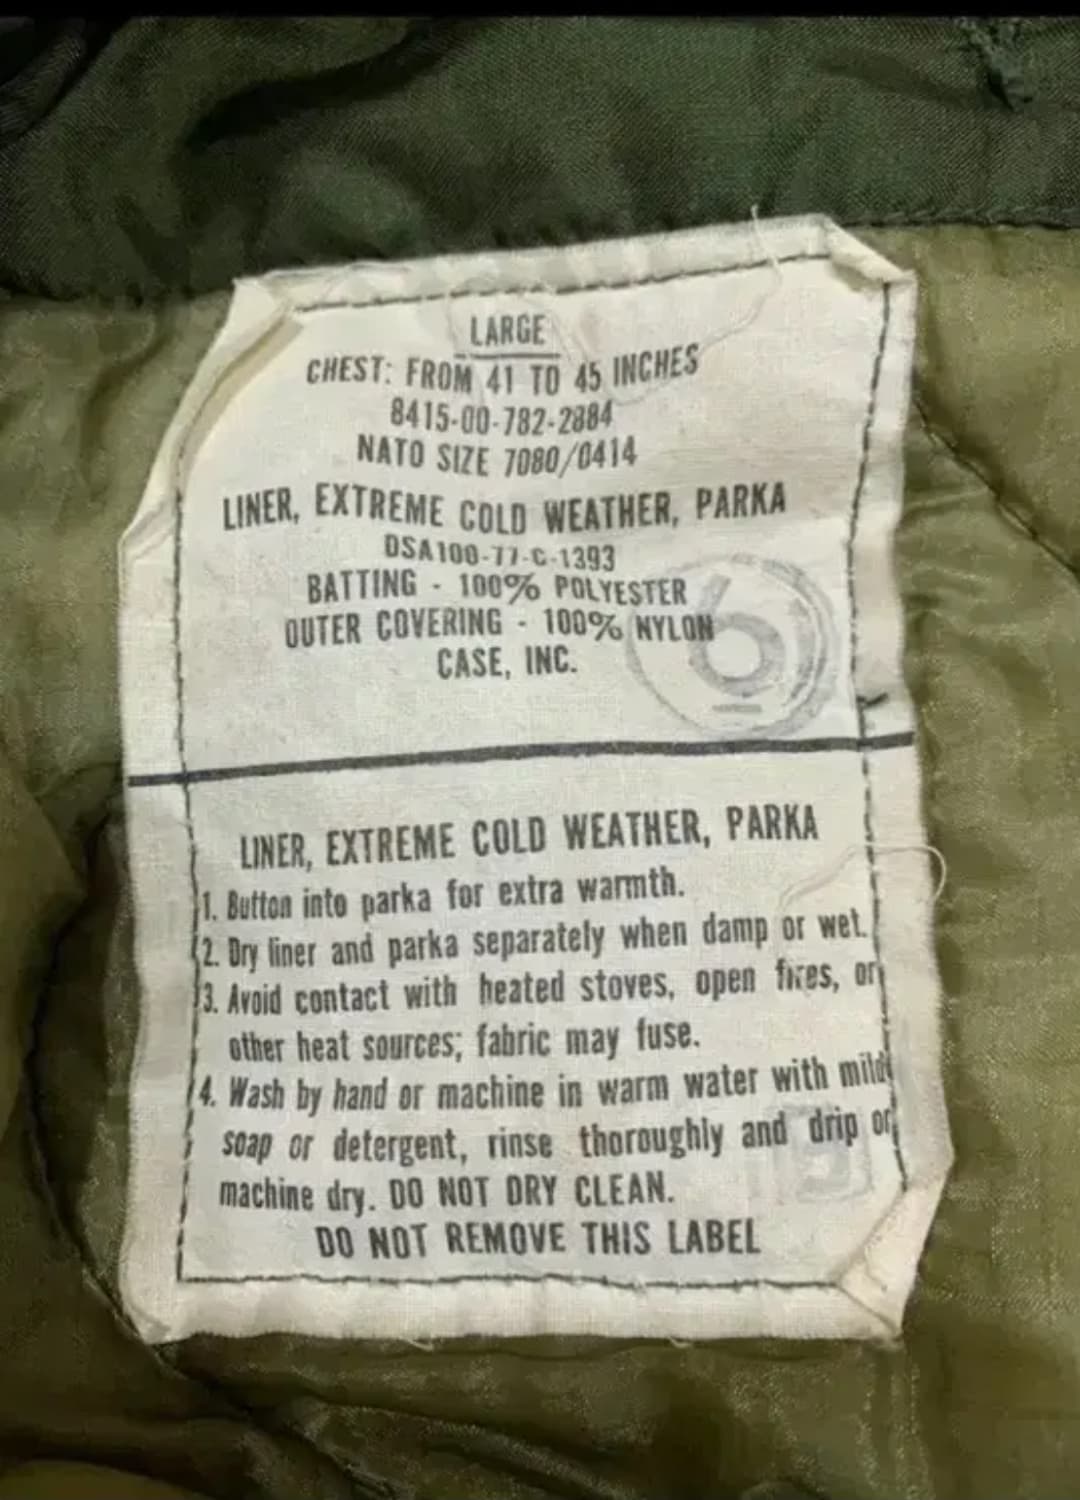 LARGE
CHEST: FROM 41 TO 45 INCHES
8415-00-782-2884
NATO SIZE 7080/0414
LINER, EXTREME COLD WEATHER, PARKA
DSA100-77-C-1393
BATTING - 100% POLYESTER
OUTER COVERING - 100% NYLON
CASE, INC.
6
LINER, EXTREME COLD WEATHER, PARKA
1. Button into parka for extra warmth.
2. Dry liner and parka separately when damp or wet.
3. Avoid contact with heated stoves, open fires, or
other heat sources; fabric may fuse.
4. Wash by hand or machine in warm water with mild
soap or detergent, rinse thoroughly and drip or
machine dry. DO NOT DRY CLEAN.
DO NOT REMOVE THIS LABEL